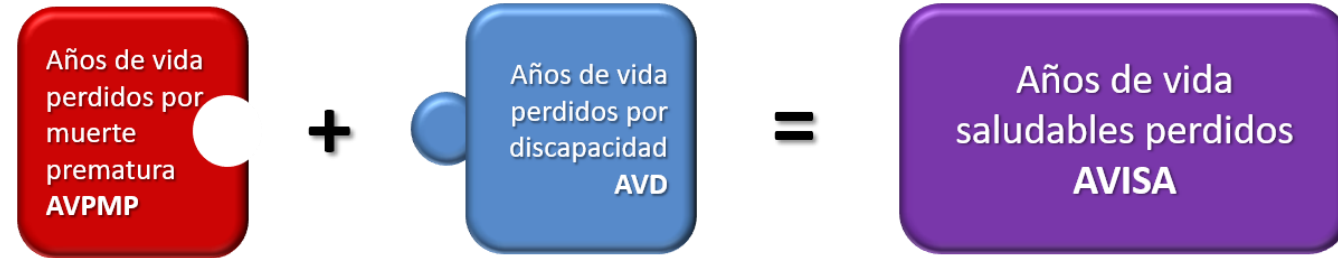 Años de vida
perdidos por
muerte
prematura
AVPMP
+
Años de vida
perdidos por
discapacidad
AVD
=
Años de vida
saludables perdidos
AVISA